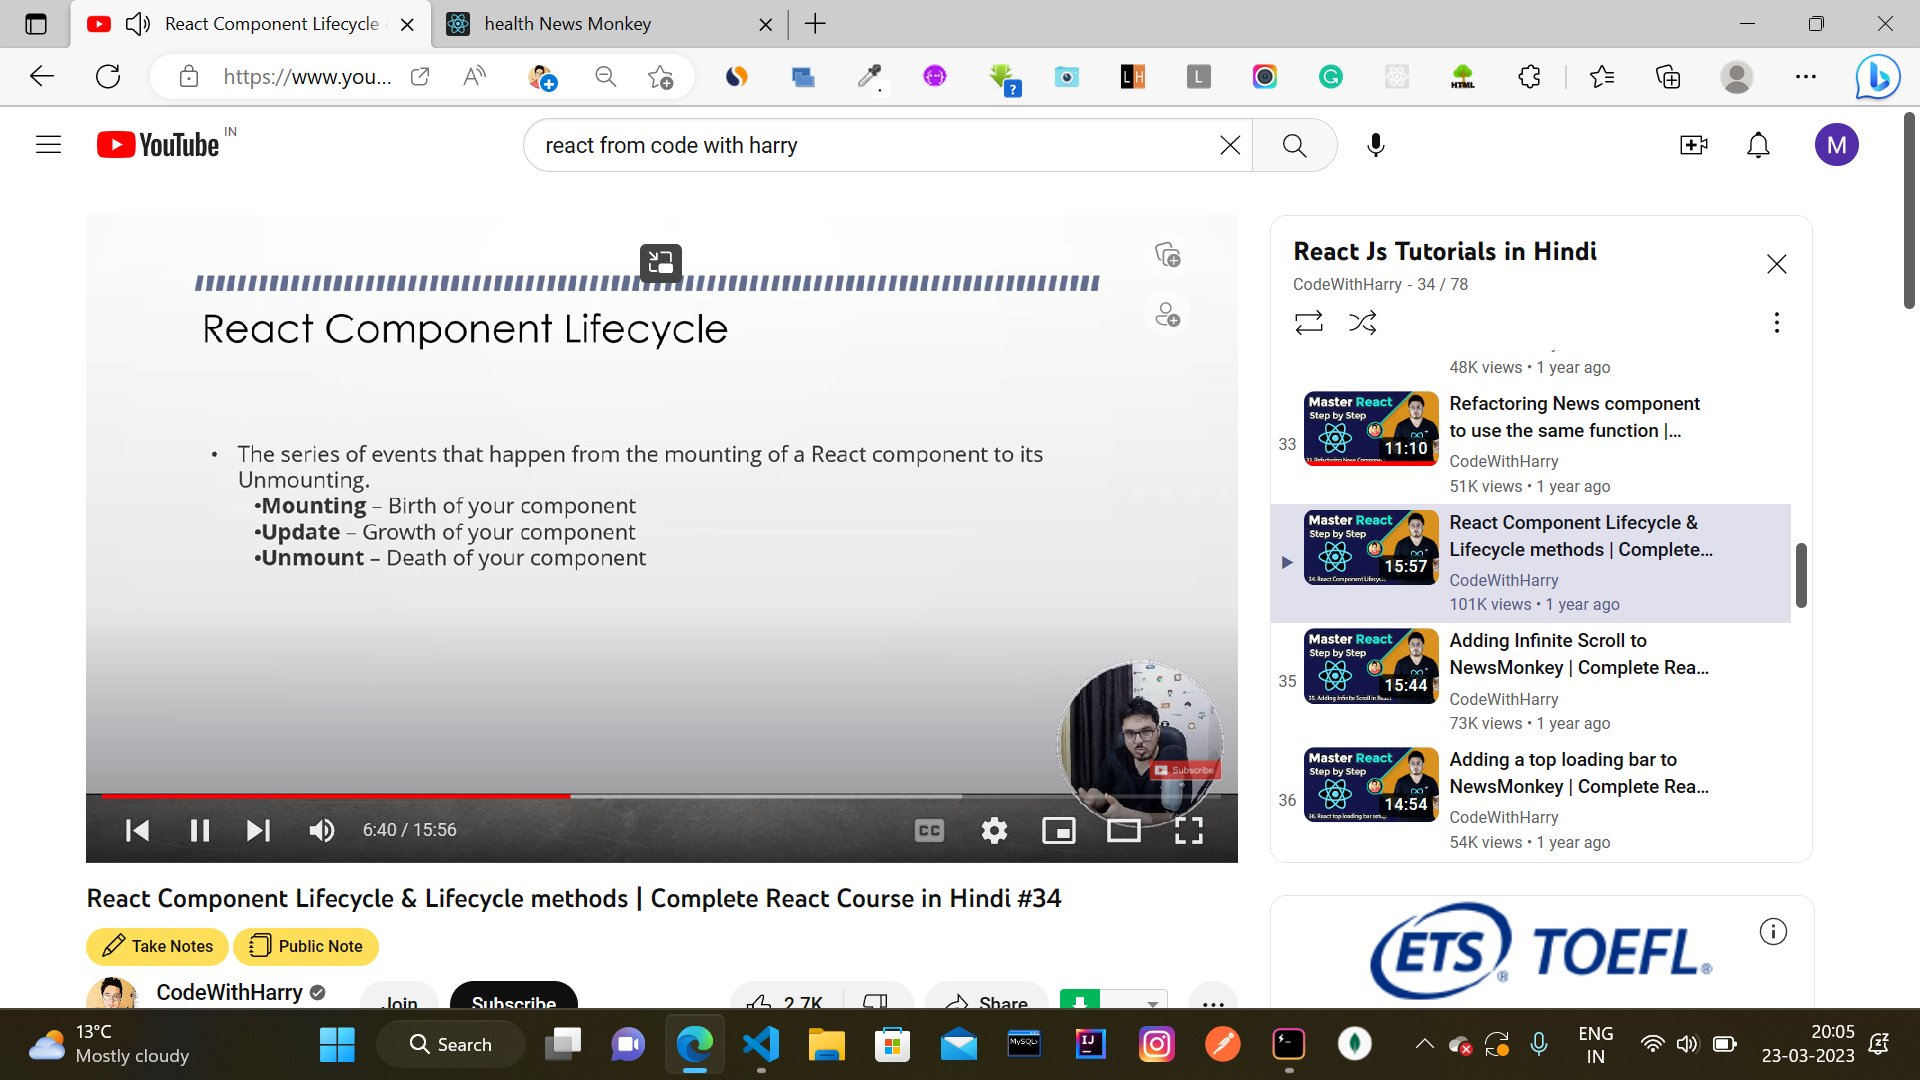 React Component Lifecycle
health News Monkey
https://www.you...
YouTube IN
react from code with harry
M
React Component Lifecycle
• The series of events that happen from the mounting of a React component to its
Unmounting.
•Mounting – Birth of your component
•Update – Growth of your component
•Unmount – Death of your component
Subscribe
6:40 / 15:56
CC
React Component Lifecycle & Lifecycle methods | Complete React Course in Hindi #34
Take Notes
Public Note
CodeWithHarry
Join
Subscribe
2.7K
Share
React Js Tutorials in Hindi
CodeWithHarry - 34 / 78
48K views • 1 year ago
33
Master React
Step by Step
11:10
Refactoring News component
to use the same function |...
CodeWithHarry
51K views • 1 year ago
Master React
Step by Step
15:57
React Component Lifecycle &
Lifecycle methods | Complete...
CodeWithHarry
101K views • 1 year ago
35
Master React
Step by Step
15:44
Adding Infinite Scroll to
NewsMonkey | Complete Rea...
CodeWithHarry
73K views • 1 year ago
36
Master React
Step by Step
14:54
Adding a top loading bar to
NewsMonkey | Complete Rea...
CodeWithHarry
54K views • 1 year ago
ETS® TOEFL®
13°C
Mostly cloudy
Search
ENG
IN
20:05
23-03-2023